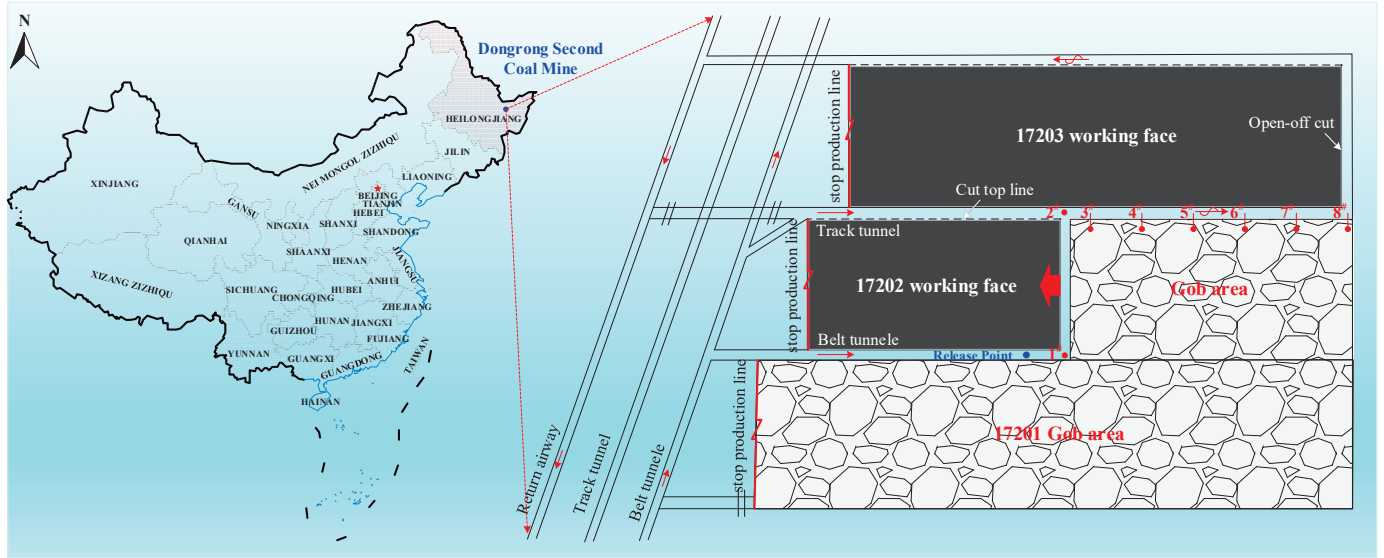 N
Dongrong Second
Coal Mine
HEILONGJIANG
JILIN
LIAONING
NEI MONGOL ZIZHIQU
XINJIANG
BEIJING
TIANJIN
HEBEI
GANSU
NINGXIA
SHANXI
SHANDONG
QIANHAI
SHAANXI
HENAN
JIANGSU
XIZANG ZIZHIQU
SICHUANG
CHONGQING
HUBEI
ANHUI
ZHEJIANG
HUNAN
JIANGXI
GUIZHOU
FUJIANG
YUNNAN
GUANGXI
GUANGDONG
TAIWAN
HAINAN
stop production line
17203 working face
Open-off cut
Cut top line
2#
3#
4#
5#
6#
7#
8#
stop production line
Track tunnel
17202 working face
Gob area
Belt tunnele
Release Point
1#
stop production line
17201 Gob area
Return airway
Track tunnel
Belt tunnele